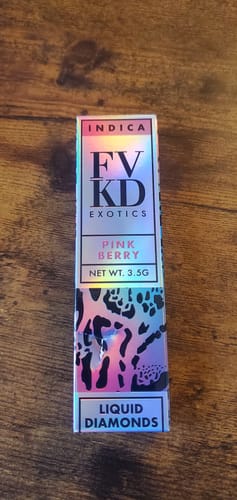 INDICA
FV
KD
EXOTICS
PINK
BERRY
NET WT. 3.5G
LIQUID
DIAMONDS